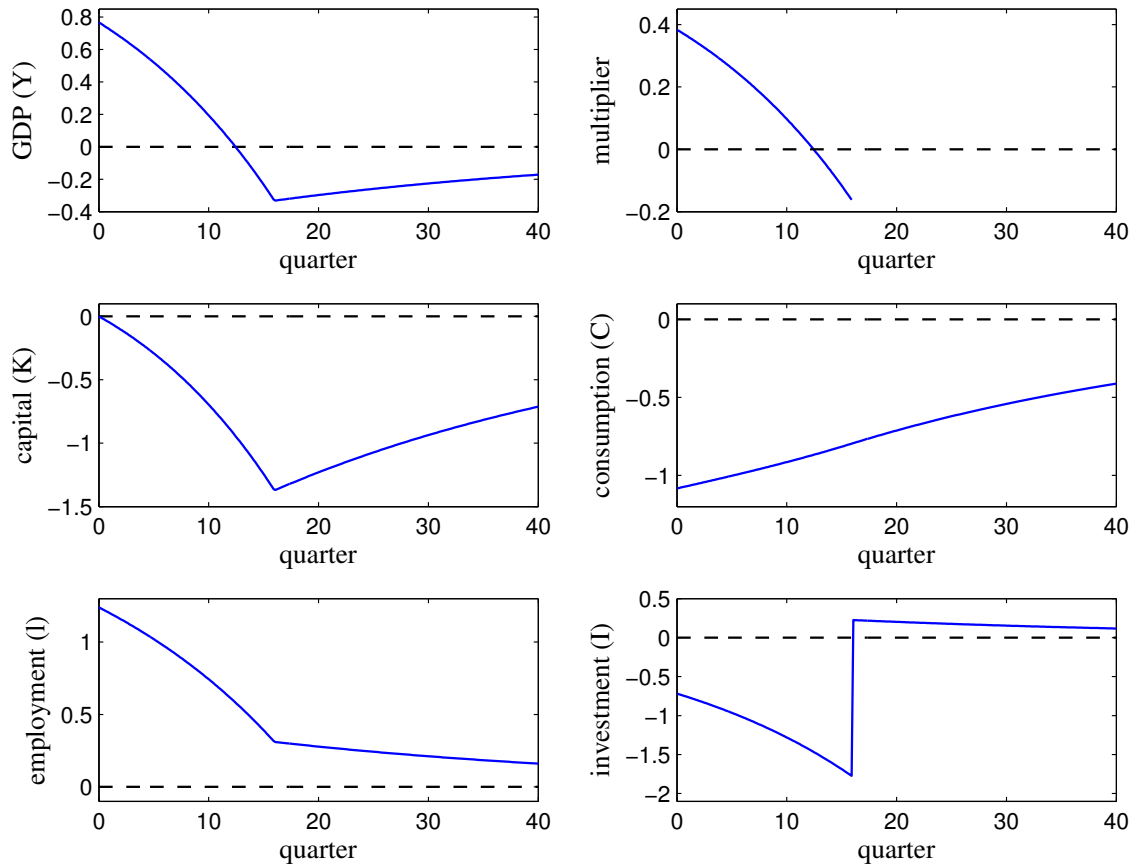 GDP (Y)
0.8
0.6
0.4
0.2
0
−0.2
−0.4
0 10 20 30 40
quarter
multiplier
0.4
0.2
0
−0.2
0 10 20 30 40
quarter
capital (K)
0
−0.5
−1
−1.5
0 10 20 30 40
quarter
consumption (C)
0
−0.5
−1
0 10 20 30 40
quarter
employment (l)
1
0.5
0
0 10 20 30 40
quarter
investment (I)
0.5
0
−0.5
−1
−1.5
−2
0 10 20 30 40
quarter